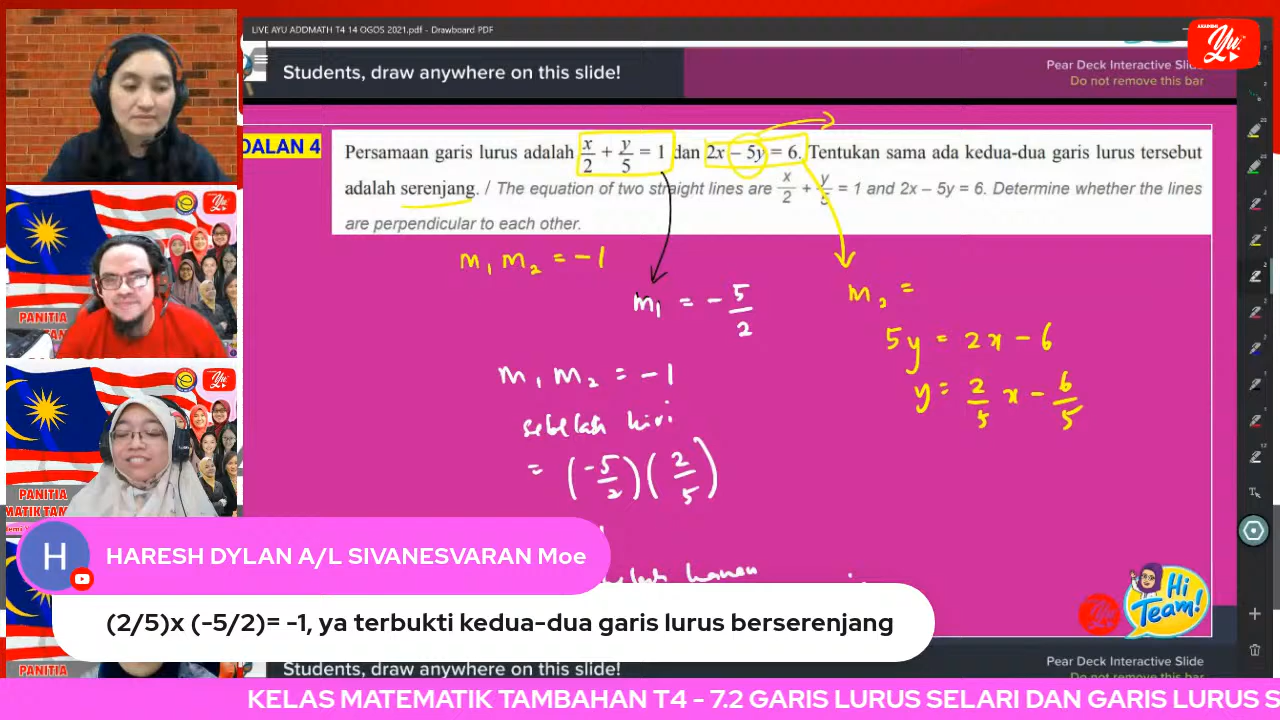 LIVE AYU ADDMATH T4 14 OGOS 2021.pdf - Drawboard PDF
Students, draw anywhere on this slide!
Pear Deck Interactive Slide
Do not remove this bar
SOALAN 4
Persamaan garis lurus adalah x/2 + y/5 = 1 dan 2x – 5y = 6. Tentukan sama ada kedua-dua garis lurus tersebut
adalah serenjang. / The equation of two straight lines are x/2 + y/5 = 1 and 2x – 5y = 6. Determine whether the lines
are perpendicular to each other.
m₁ m₂ = -1
m₁ = - 5/2
m₂ =
5y = 2x - 6
y = 2/5 x - 6/5
m₁ m₂ = -1
sebelah kiri
= (-5/2)(2/5)
hanan
PANITIA
PANITIA
MATIK TAM
PANITIA
Hi
Team!
H
HARESH DYLAN A/L SIVANESVARAN Moe
(2/5)x (-5/2)= -1, ya terbukti kedua-dua garis lurus berserenjang
Students, draw anywhere on this slide!
Pear Deck Interactive Slide
KELAS MATEMATIK TAMBAHAN T4 - 7.2 GARIS LURUS SELARI DAN GARIS LURUS S